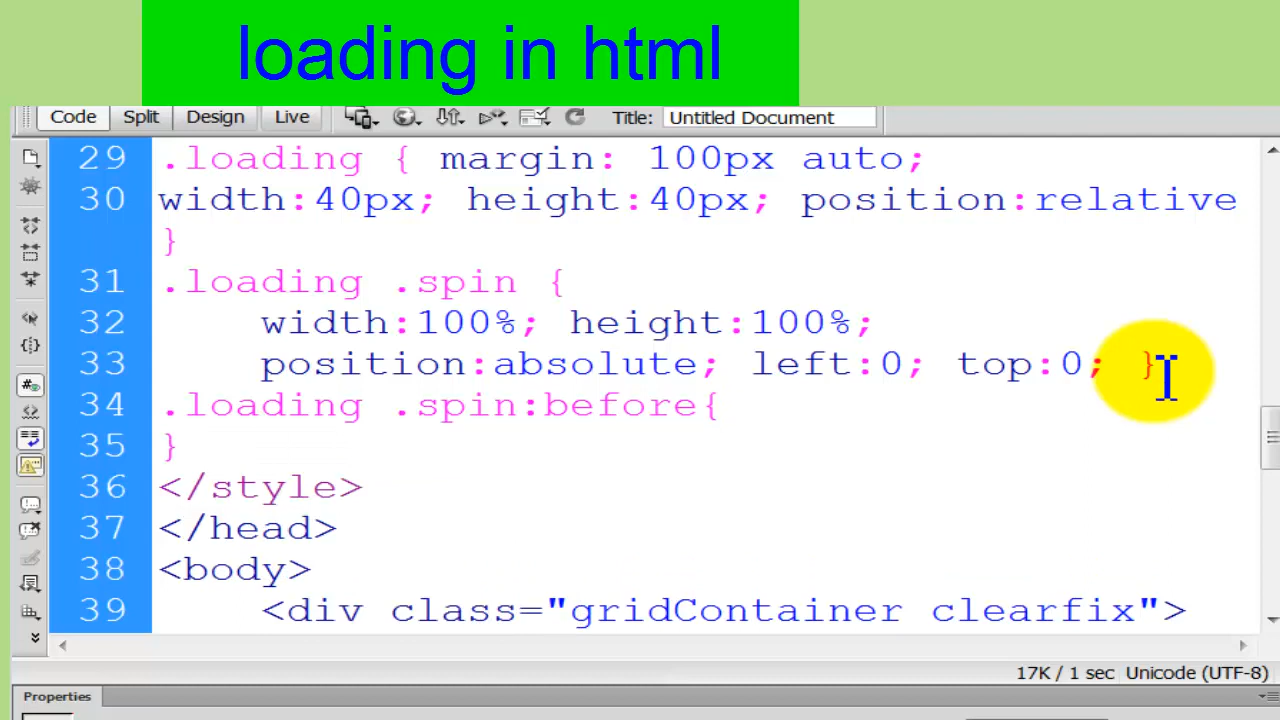 loading in html
Code Split Design Live Title: Untitled Document
29 .loading { margin: 100px auto;
30 width:40px; height:40px; position:relative
}
31 .loading .spin {
32 width:100%; height:100%;
33 position:absolute; left:0; top:0; }
34 .loading .spin:before{
35 }
36 </style>
37 </head>
38 <body>
39 <div class="gridContainer clearfix">
17K / 1 sec Unicode (UTF-8)
Properties